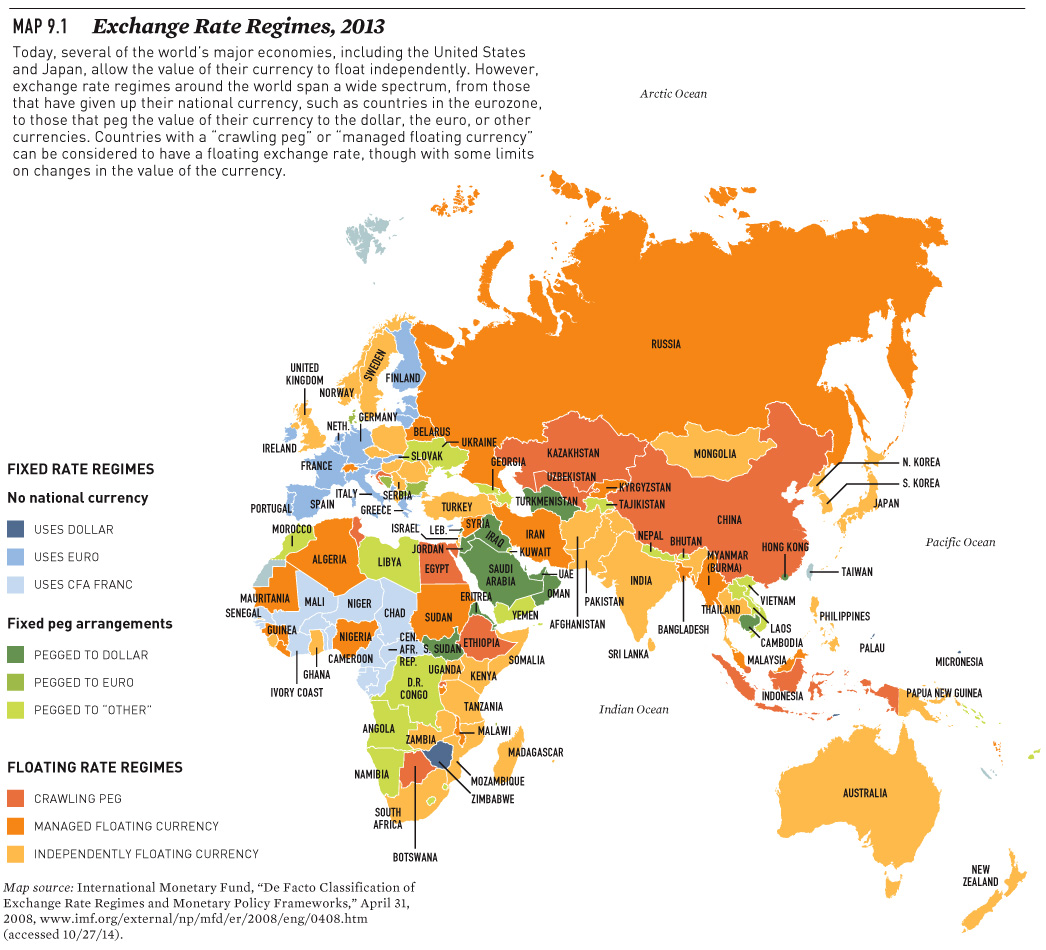 MAP 9.1 Exchange Rate Regimes, 2013
Today, several of the world's major economies, including the United States
and Japan, allow the value of their currency to float independently. However,
exchange rate regimes around the world span a wide spectrum, from those
that have given up their national currency, such as countries in the eurozone,
to those that peg the value of their currency to the dollar, the euro, or other
currencies. Countries with a "crawling peg" or "managed floating currency"
can be considered to have a floating exchange rate, though with some limits
on changes in the value of the currency.
Arctic Ocean
RUSSIA
UNITED
KINGDOM
SWEDEN
NORWAY
FINLAND
GERMANY
NETH.
BELARUS
UKRAINE
IRELAND
SLOVAK
FRANCE
GEORGIA
KAZAKHSTAN
MONGOLIA
N. KOREA
UZBEKISTAN
S. KOREA
KYRGYZSTAN
ITALY
SERBIA
TURKMENISTAN
TAJIKISTAN
JAPAN
PORTUGAL
SPAIN
GREECE
TURKEY
CHINA
MOROCCO
ISRAEL
LEB.
SYRIA
IRAQ
IRAN
NEPAL
BHUTAN
HONG KONG
Pacific Ocean
ALGERIA
LIBYA
JORDAN
EGYPT
KUWAIT
SAUDI
ARABIA
UAE
OMAN
INDIA
MYANMAR
(BURMA)
TAIWAN
MAURITANIA
MALI
NIGER
CHAD
SUDAN
ERITREA
YEMEN
PAKISTAN
AFGHANISTAN
BANGLADESH
THAILAND
VIETNAM
LAOS
CAMBODIA
PHILIPPINES
SENEGAL
GUINEA
NIGERIA
CEN.
AFR.
REP.
S. SUDAN
ETHIOPIA
SOMALIA
SRI LANKA
MALAYSIA
PALAU
MICRONESIA
IVORY COAST
GHANA
CAMEROON
UGANDA
KENYA
INDONESIA
PAPUA NEW GUINEA
D.R.
CONGO
TANZANIA
Indian Ocean
ANGOLA
ZAMBIA
MALAWI
MADAGASCAR
NAMIBIA
MOZAMBIQUE
ZIMBABWE
AUSTRALIA
SOUTH
AFRICA
BOTSWANA
NEW
ZEALAND
FIXED RATE REGIMES
No national currency
USES DOLLAR
USES EURO
USES CFA FRANC
Fixed peg arrangements
PEGGED TO DOLLAR
PEGGED TO EURO
PEGGED TO "OTHER"
FLOATING RATE REGIMES
CRAWLING PEG
MANAGED FLOATING CURRENCY
INDEPENDENTLY FLOATING CURRENCY
Map source: International Monetary Fund, "De Facto Classification of
Exchange Rate Regimes and Monetary Policy Frameworks," April 31,
2008, www.imf.org/external/np/mfd/er/2008/eng/0408.htm
(accessed 10/27/14).